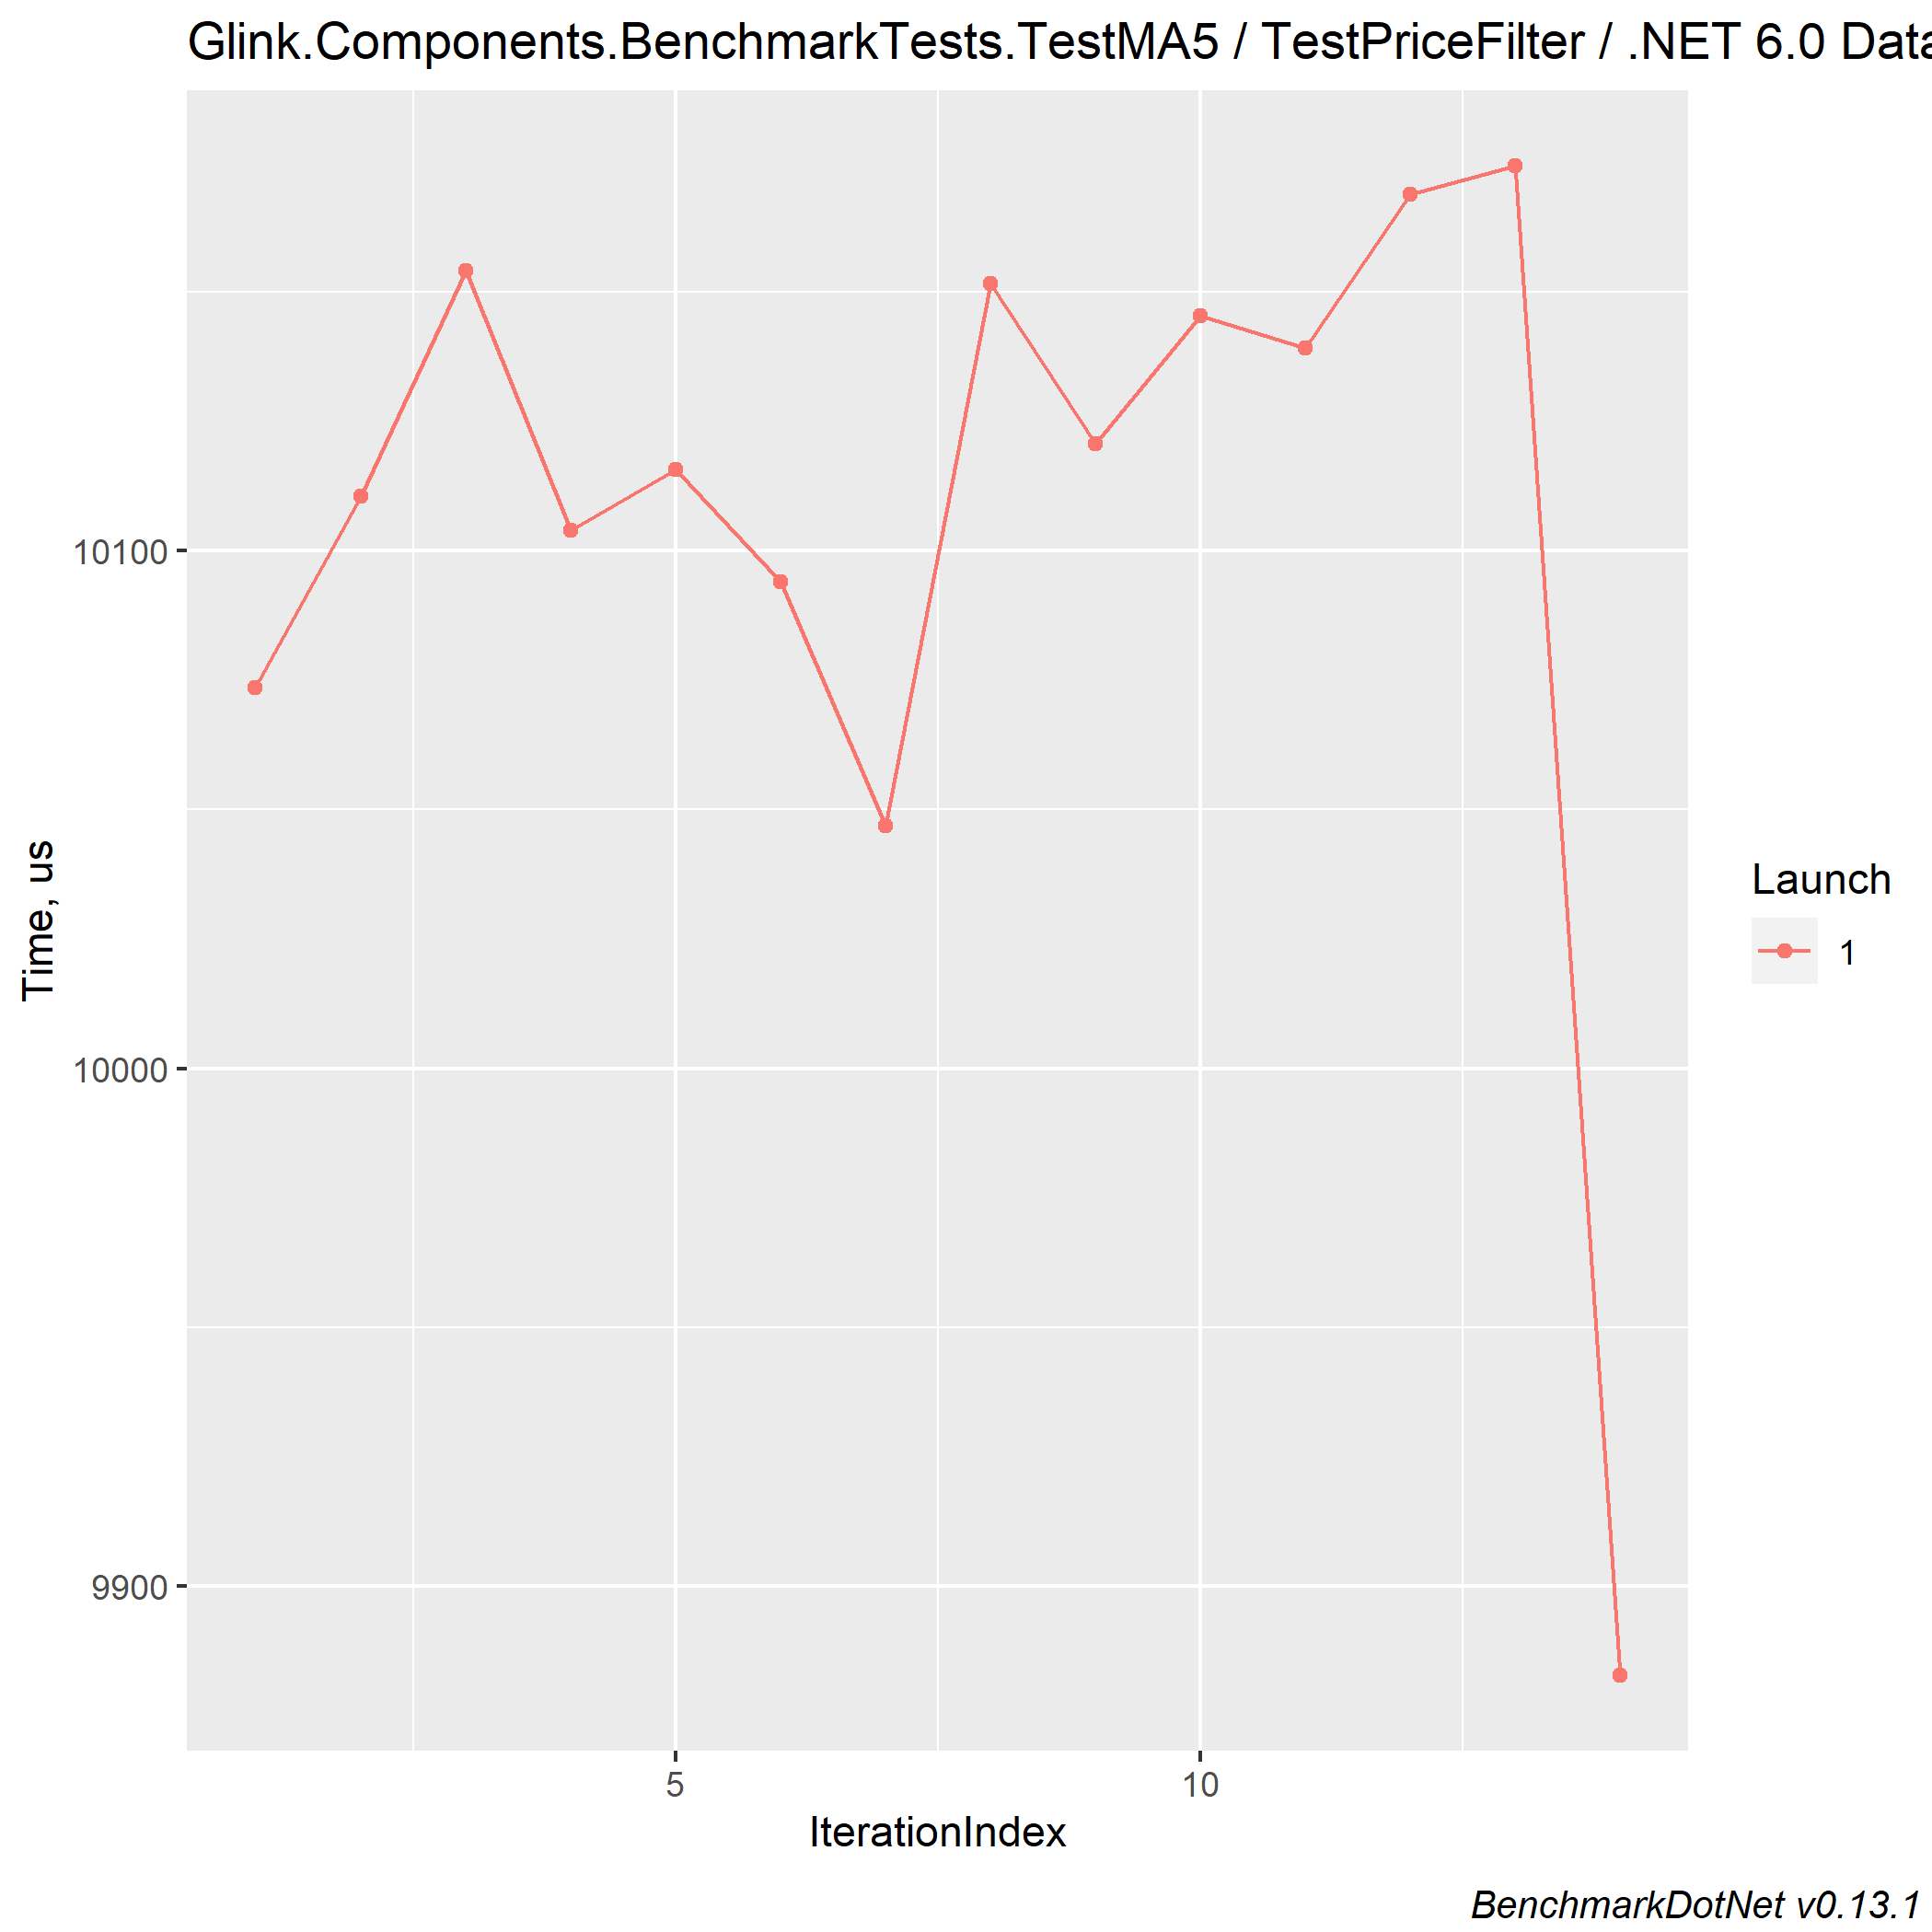 Glink.Components.BenchmarkTests.TestMA5 / TestPriceFilter / .NET 6.0 Data
10100
10000
9900
Time, us
5
10
IterationIndex
Launch
1
BenchmarkDotNet v0.13.1